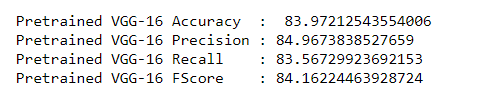 Pretrained VGG-16 Accuracy  :  83.97212543554006
Pretrained VGG-16 Precision : 84.9673838527659
Pretrained VGG-16 Recall    : 83.56729923692153
Pretrained VGG-16 FScore    : 84.16224463928724